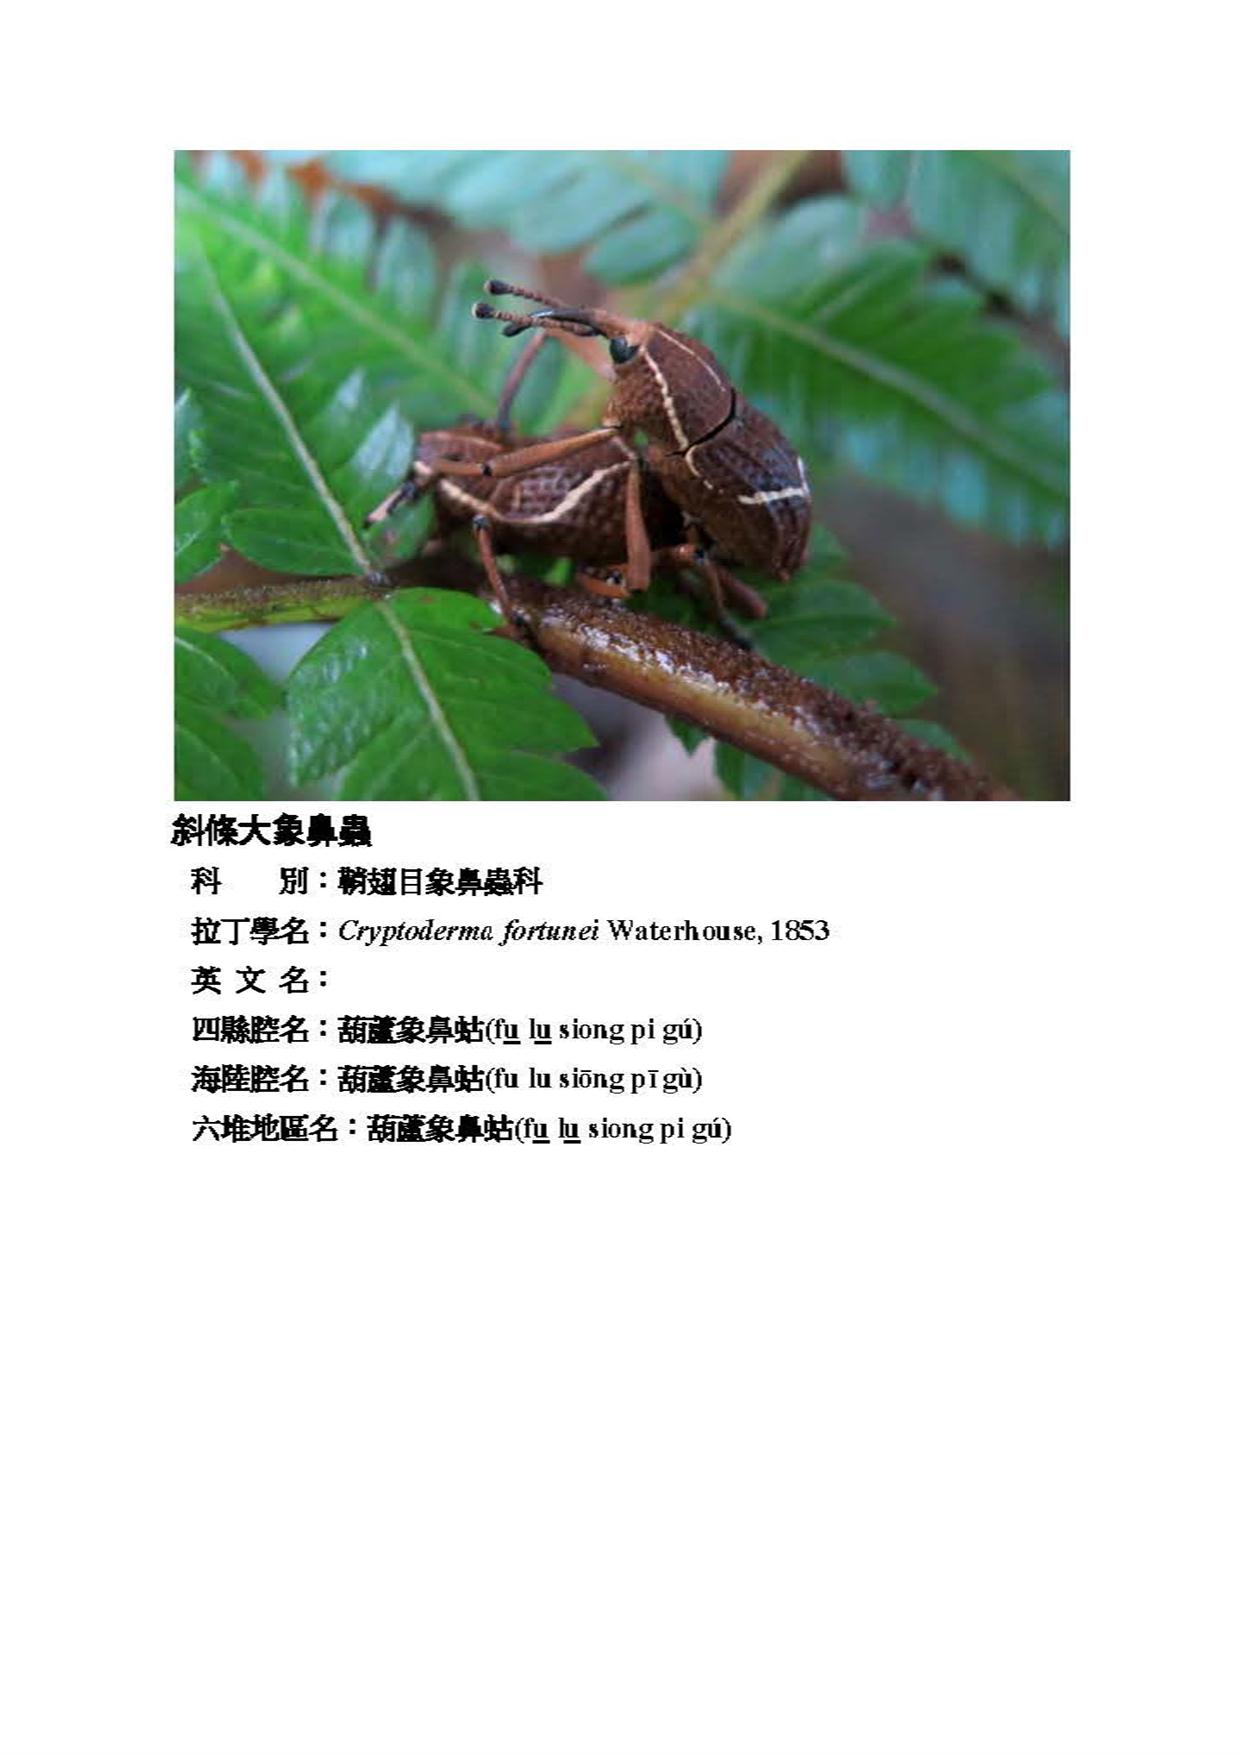 斜條大象鼻蟲
科　　別：鞘翅目象鼻蟲科
拉丁學名：Cryptoderma fortunei Waterhouse, 1853
英 文 名：
四縣腔名：葫蘆象鼻蛄(fu lu siong pi gú)
海陸腔名：葫蘆象鼻蛄(fu lu siōng pī gù)
六堆地區名：葫蘆象鼻蛄(fu lu siong pi gú)